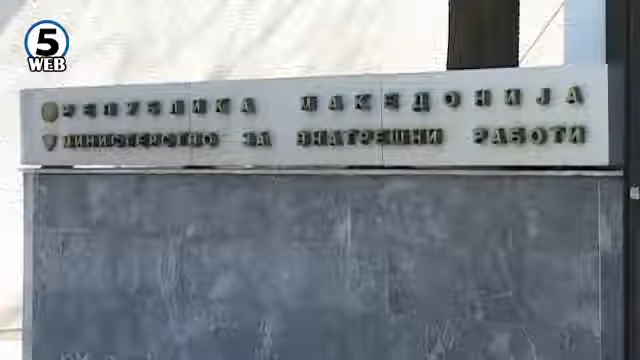 5
WEB
РЕПУБЛИКА МАКЕДОНИЈА
МИНИСТЕРСТВО ЗА ВНАТРЕШНИ РАБОТИ